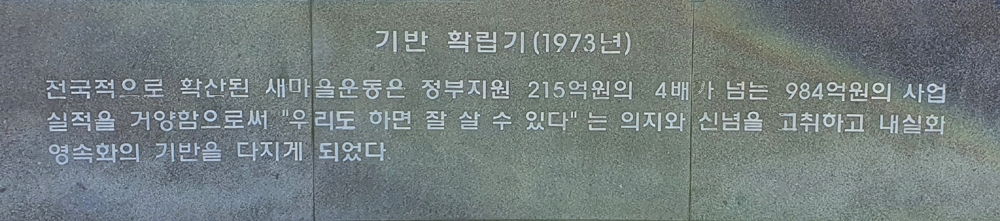 기반 확립기(1973년)
전국적으로 확산된 새마을운동은 정부지원 215억원의 4배가 넘는 984억원의 사업
실적을 거양함으로써 "우리도 하면 잘 살 수 있다" 는 의지와 신념을 고취하고 내실화
영속화의 기반을 다지게 되었다.